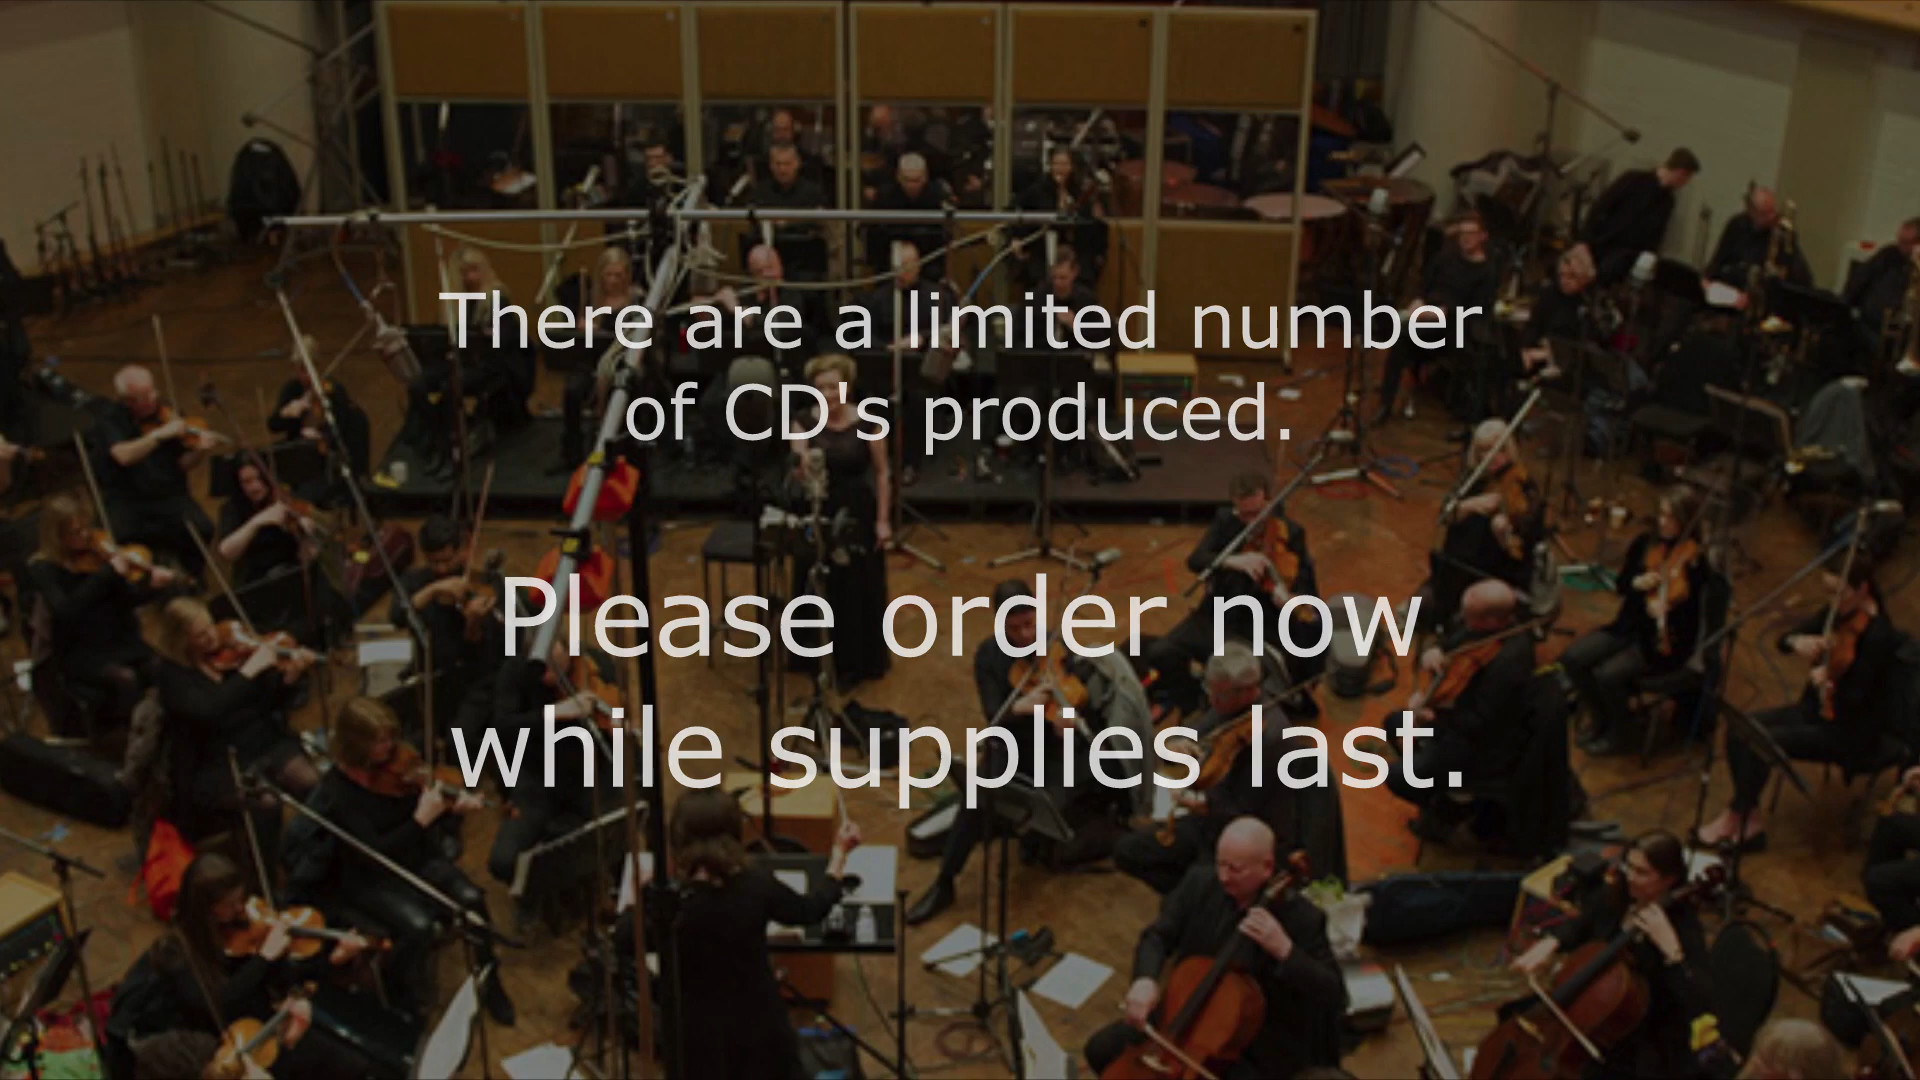 There are a limited number
of CD's produced.
Please order now
while supplies last.